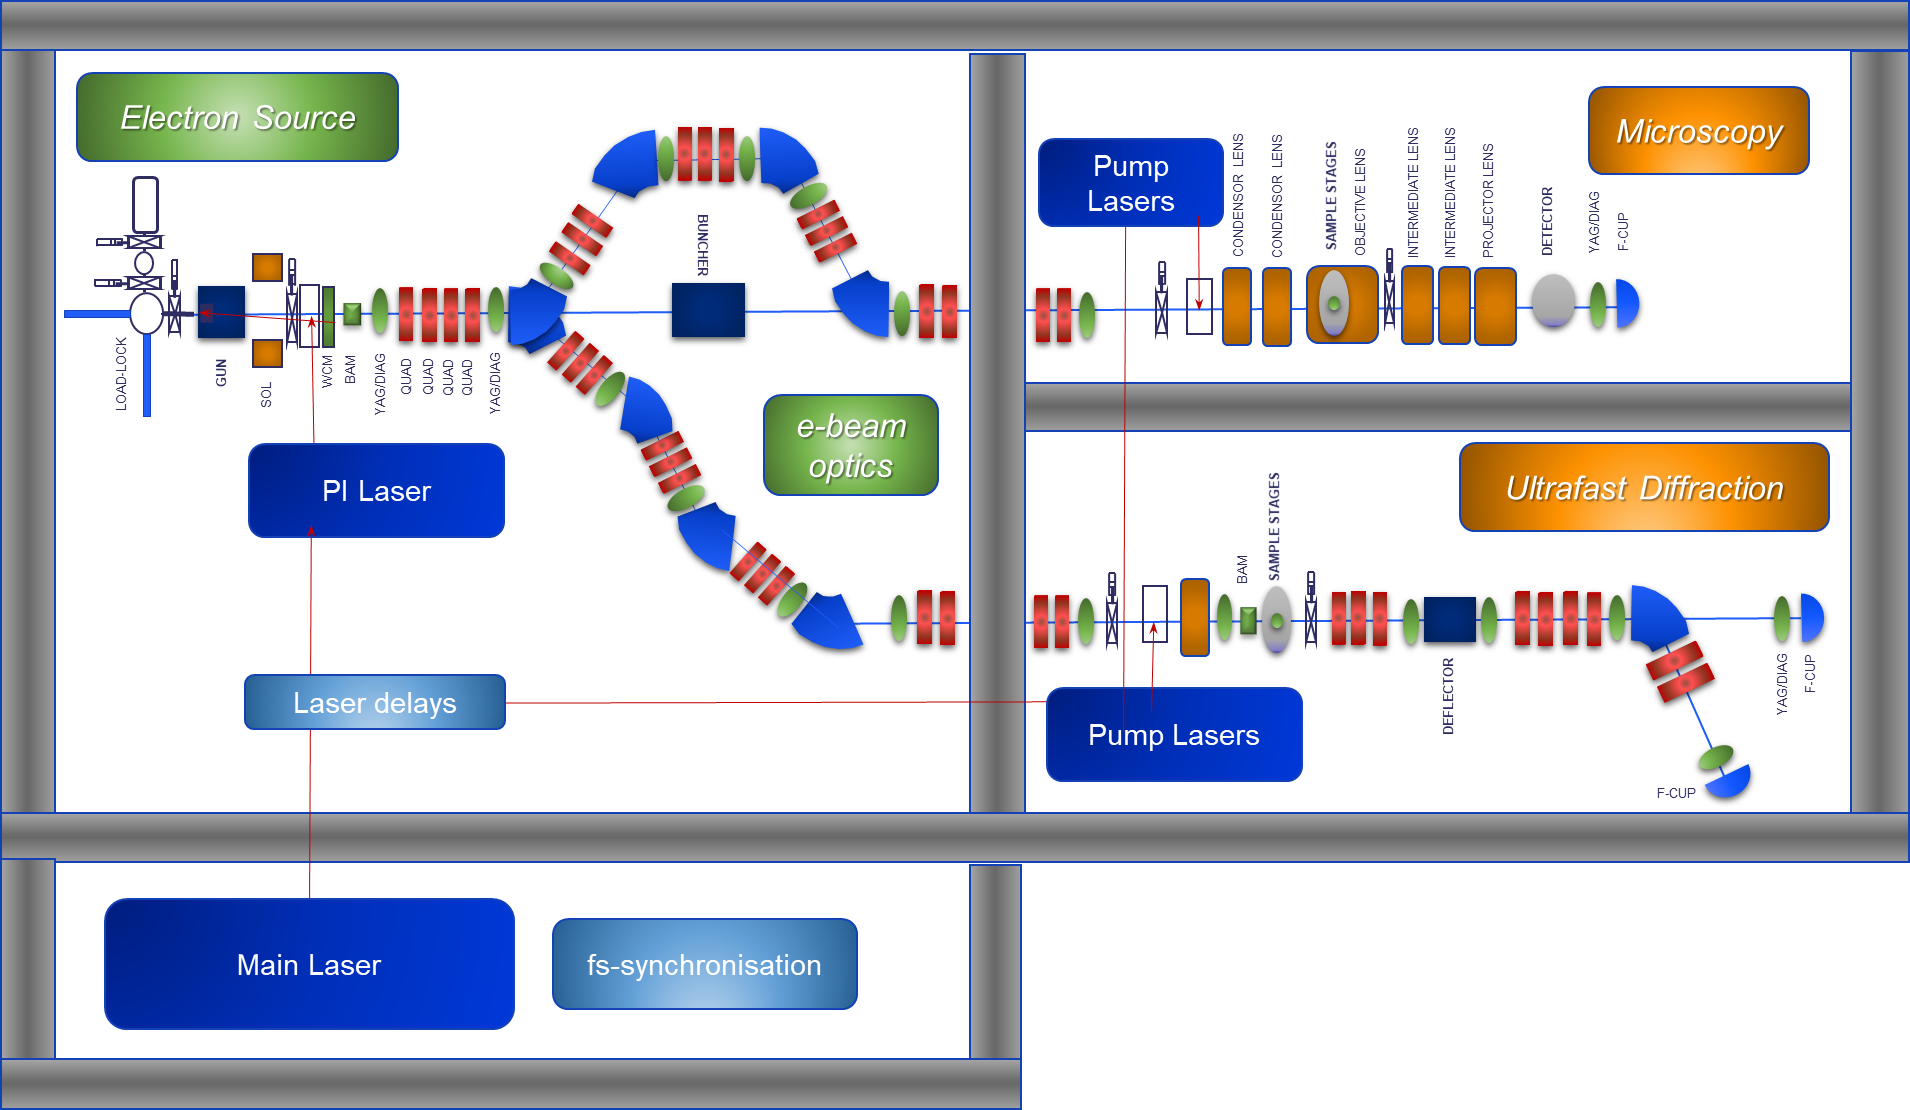 Electron Source
Microscopy
Pump
Lasers
CONDENSOR LENS
CONDENSOR LENS
SAMPLE STAGES
OBJECTIVE LENS
INTERMEDIATE LENS
INTERMEDIATE LENS
PROJECTOR LENS
DETECTOR
YAG/DIAG
F-CUP
BUNCHER
LOAD-LOCK
GUN
SOL
WCM
BAM
YAG/DIAG
QUAD
QUAD
QUAD
QUAD
YAG/DIAG
e-beam
optics
PI Laser
Ultrafast Diffraction
BAM
SAMPLE STAGES
DEFLECTOR
YAG/DIAG
F-CUP
F-CUP
Laser delays
Pump Lasers
Main Laser
fs-synchronisation